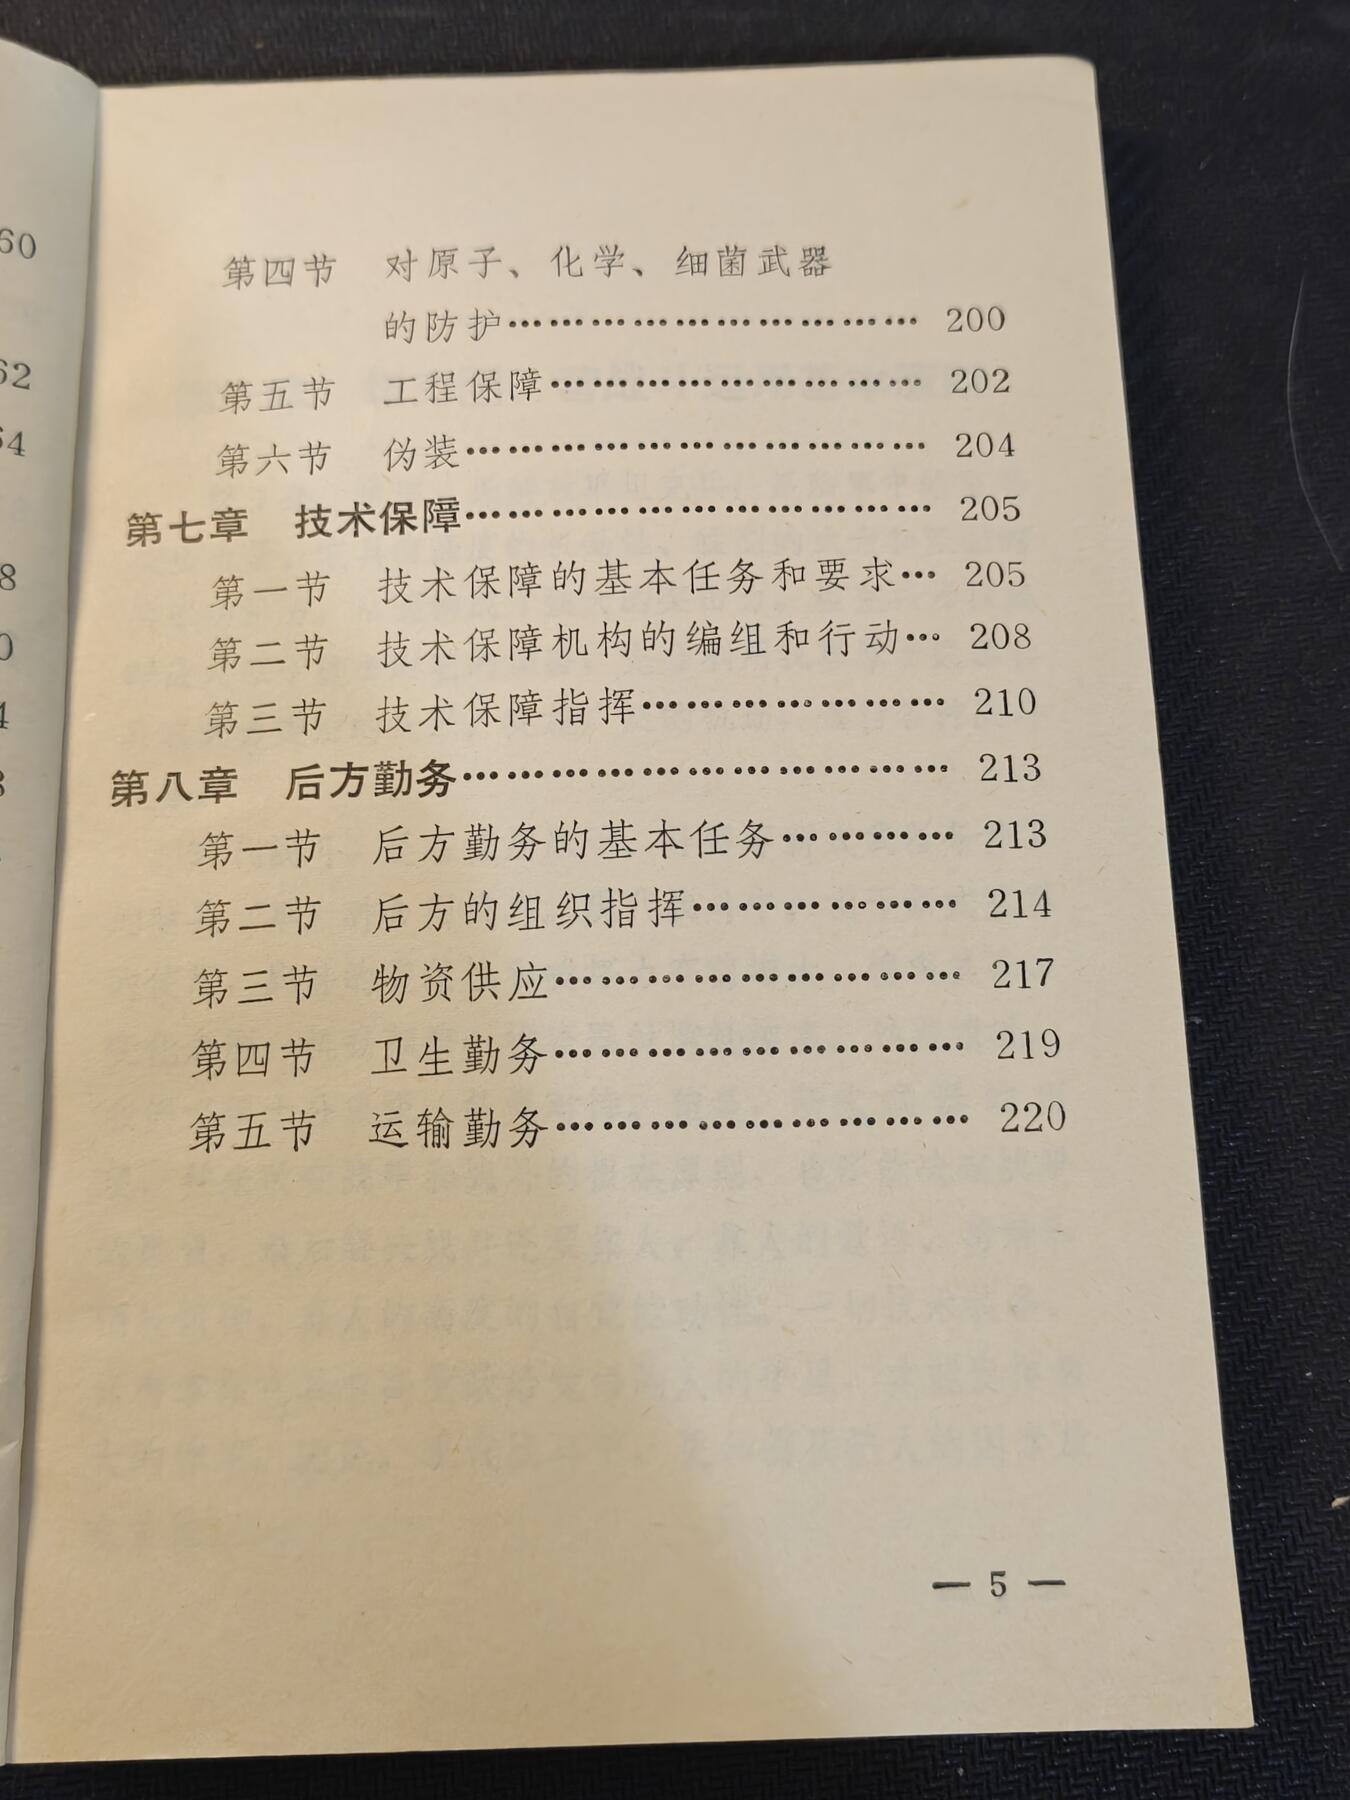 第四节 对原子、化学、细菌武器
的防护………………………… 200
第五节 工程保障………………………… 202
第六节 伪装……………………………… 204
第七章 技术保障……………………………… 205
第一节 技术保障的基本任务和要求… 205
第二节 技术保障机构的编组和行动… 208
第三节 技术保障指挥………………… 210
第八章 后方勤务……………………………… 213
第一节 后方勤务的基本任务………… 213
第二节 后方的组织指挥……………… 214
第三节 物资供应………………………… 217
第四节 卫生勤务………………………… 219
第五节 运输勤务………………………… 220
— 5 —
60
62
64
8
0
4